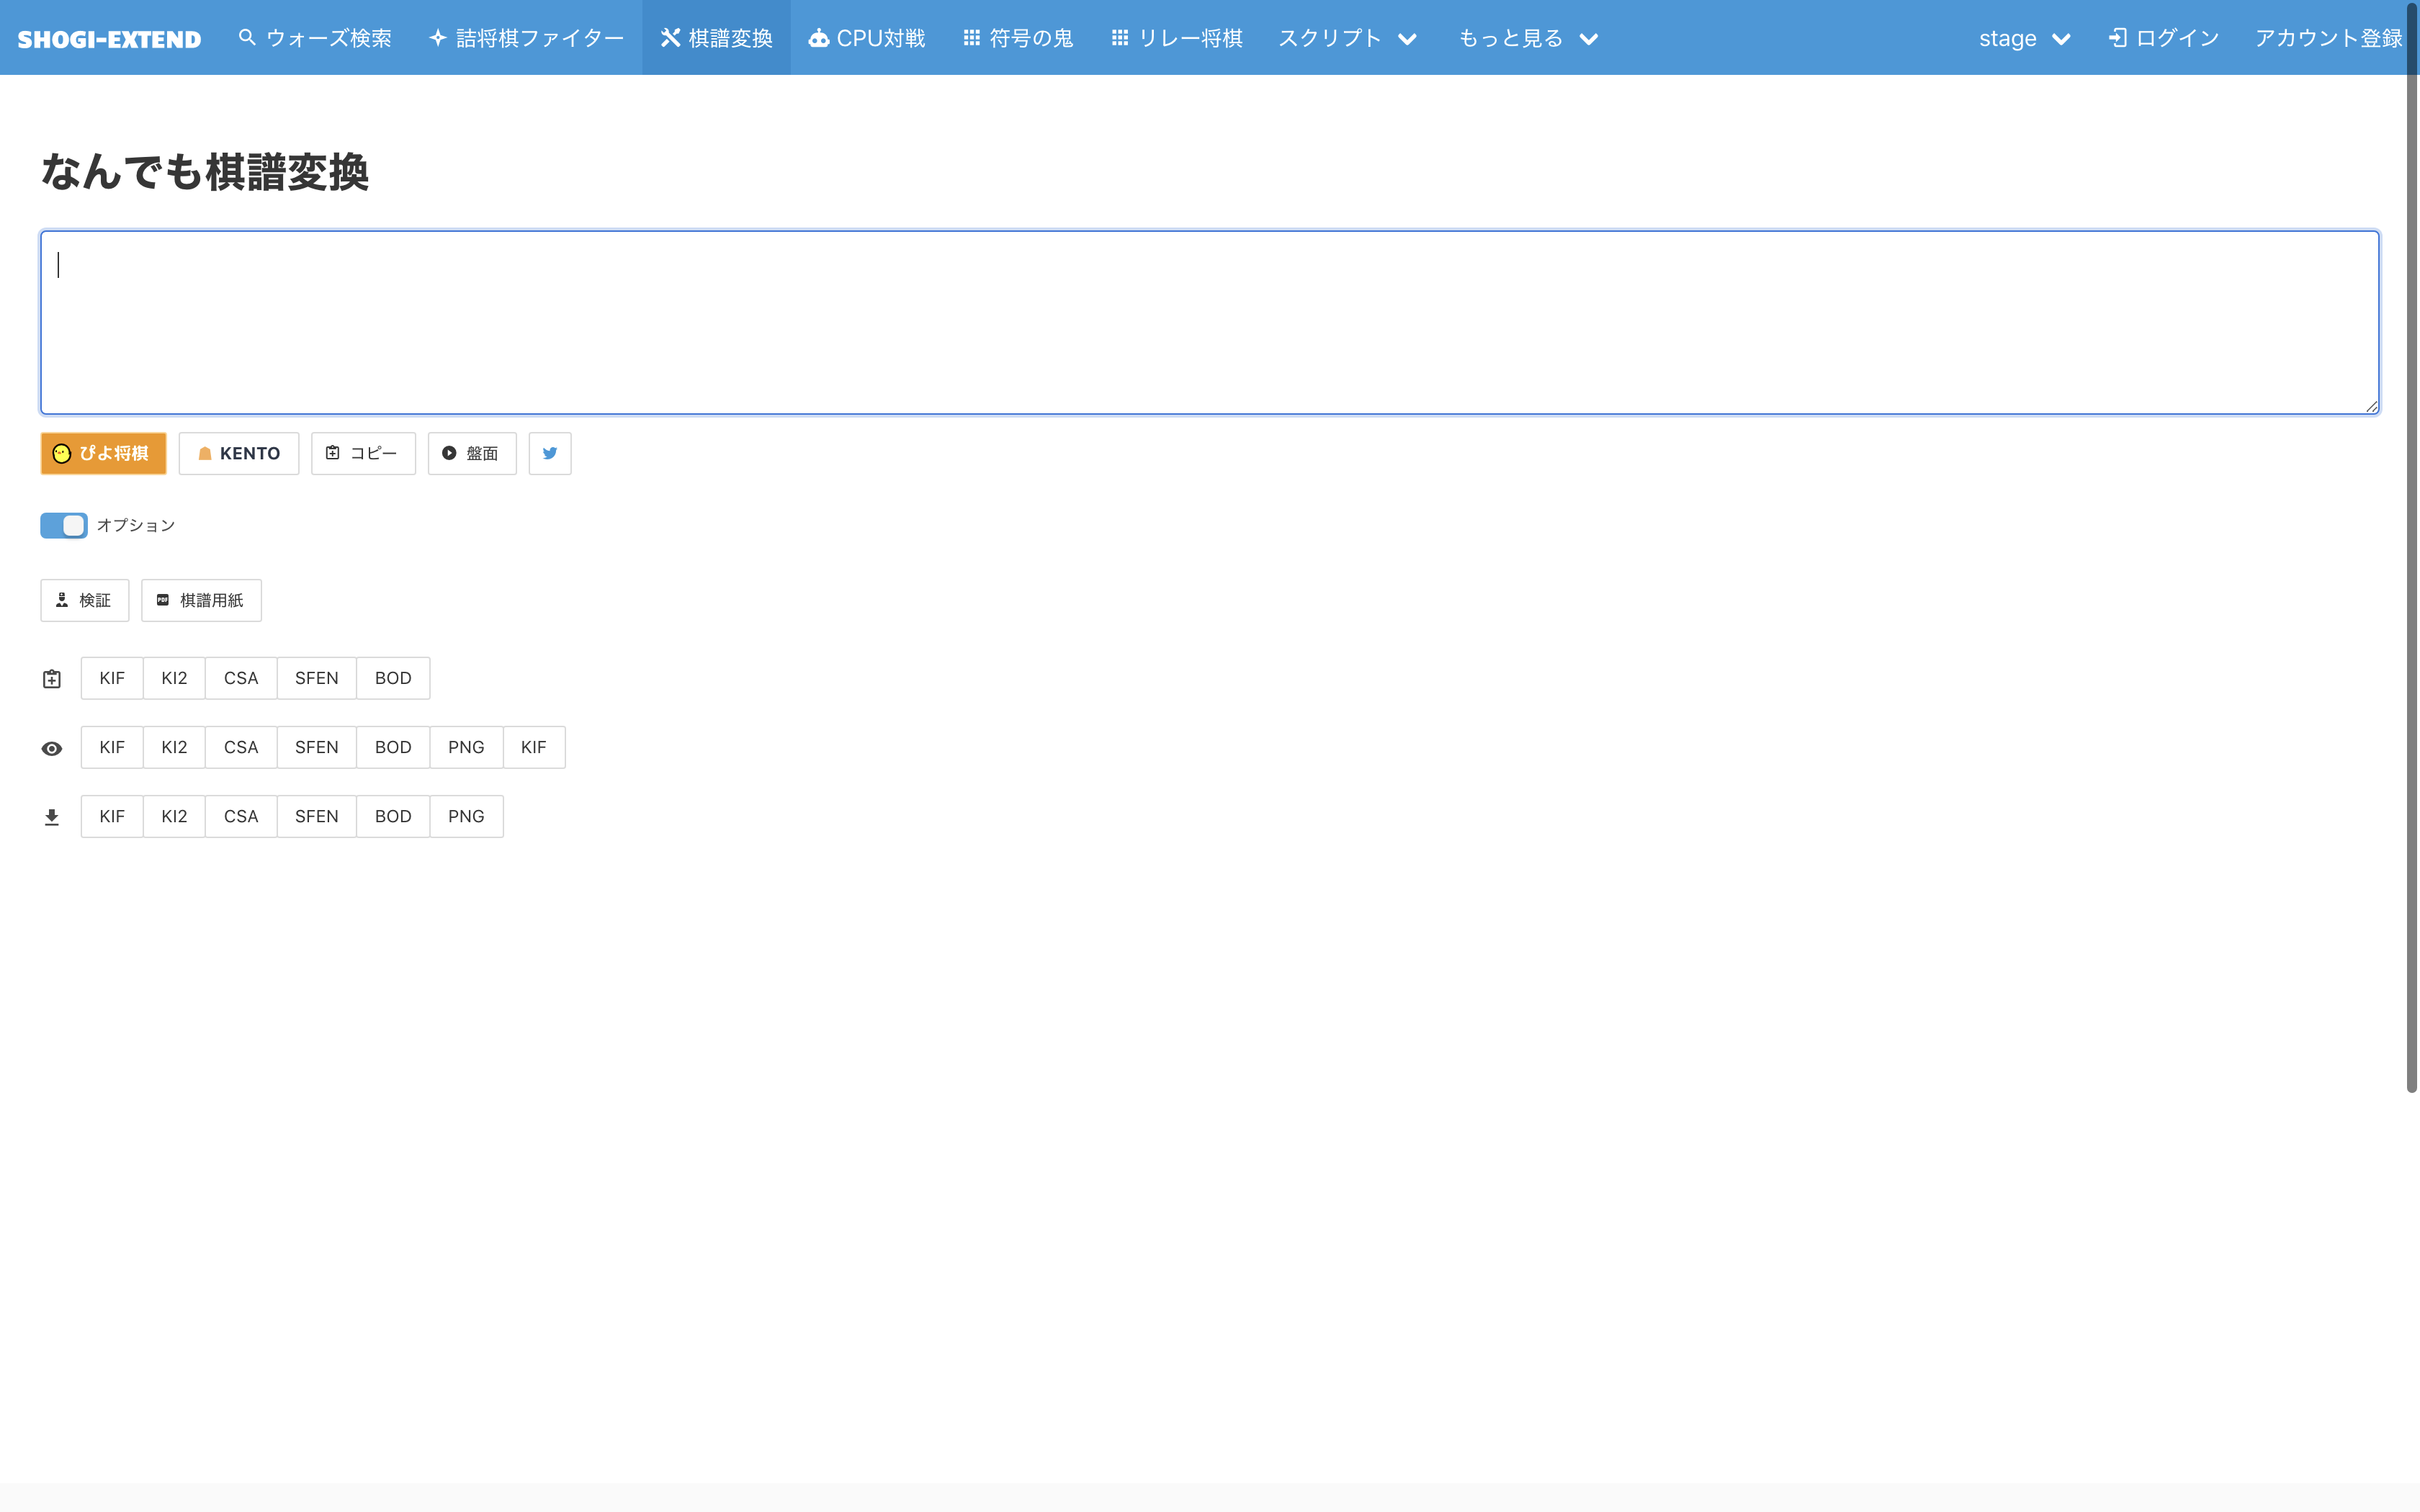 SHOGI-EXTEND ウォーズ検索 詰将棋ファイター 棋譜変換 CPU対戦 符号の鬼 リレー将棋 スクリプト もっと見る stage ログイン アカウント登録
なんでも棋譜変換
ぴよ将棋 KENTO コピー 盤面
オプション
検証 PDF 棋譜用紙
KIF KI2 CSA SFEN BOD
KIF KI2 CSA SFEN BOD PNG KIF
KIF KI2 CSA SFEN BOD PNG